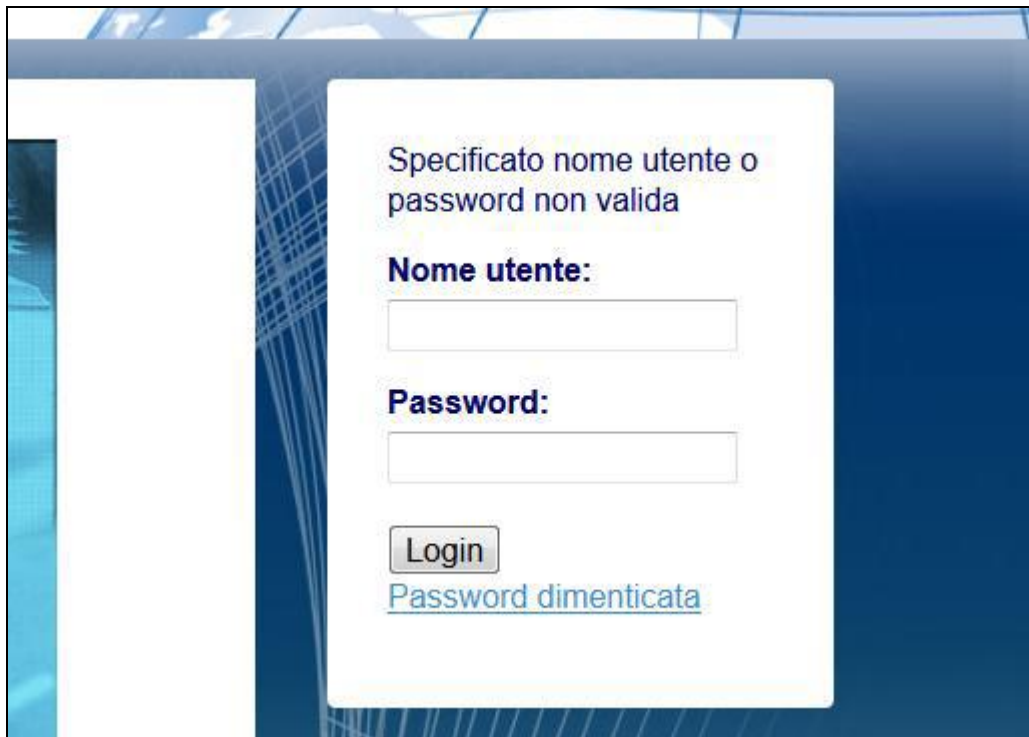 Specificato nome utente o
password non valida
Nome utente:
Password:
Login
Password dimenticata